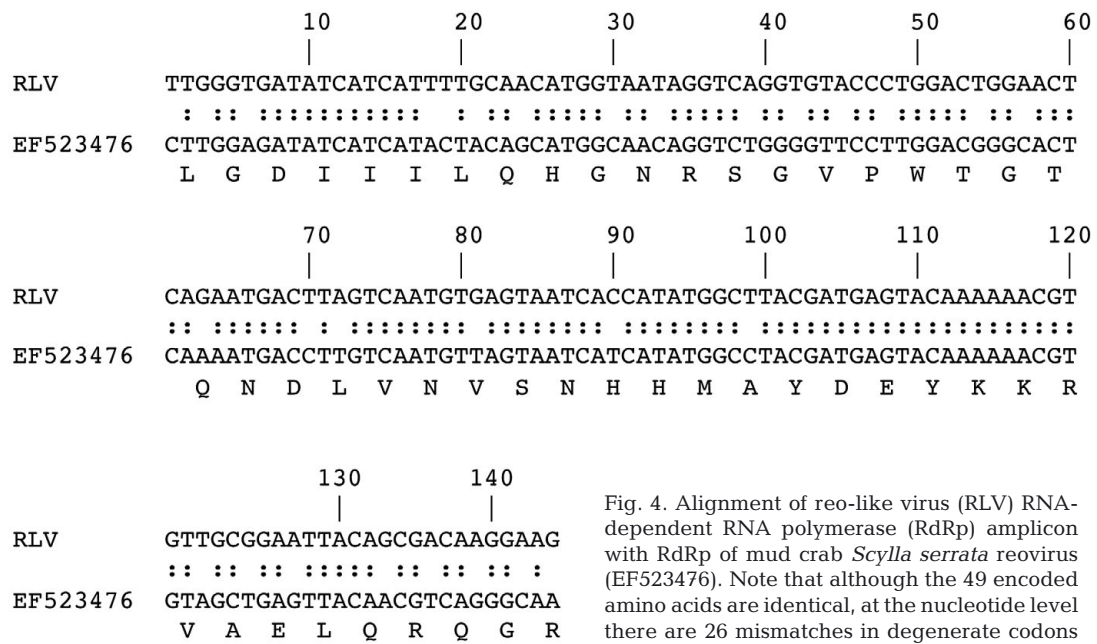 10 20 30 40 50 60
| | | | | |
RLV TTGGGTGATATCATCATTTTGCAACATGGTAATAGGTCAGGTGTACCCTGGACTGGAACT
: :: ::::::::::: : :: ::::: :: :: ::::: :: :: :: ::::: :: :::
EF523476 CTTGGAGATATCATCATACTACAGCATGGCAACAGGTCTGGGGTTCCTTGGACGGGCACT
L G D I I I L Q H G N R S G V P W T G T
70 80 90 100 110 120
| | | | | |
RLV CAGAATGACTTAGTCAATGTGAGTAATCACCATATGGCTTACGATGAGTACAAAAAACGT
:: :::::: : :::::::: :::::::: :::::::: :::::::::::::::::::::
EF523476 CAAAATGACCTTGTCAATGTTAGTAATCATCATATGGCCTACGATGAGTACAAAAAACGT
Q N D L V N V S N H H M A Y D E Y K K R
130 140
| |
RLV GTTGCGGAATTACAGCGACAAGGAAG
:: :: :: :::::: :: :: :: :
EF523476 GTAGCTGAGTTACAACGTCAGGGCAA
V A E L Q R Q G R
Fig. 4. Alignment of reo-like virus (RLV) RNA-
dependent RNA polymerase (RdRp) amplicon
with RdRp of mud crab Scylla serrata reovirus
(EF523476). Note that although the 49 encoded
amino acids are identical, at the nucleotide level
there are 26 mismatches in degenerate codons